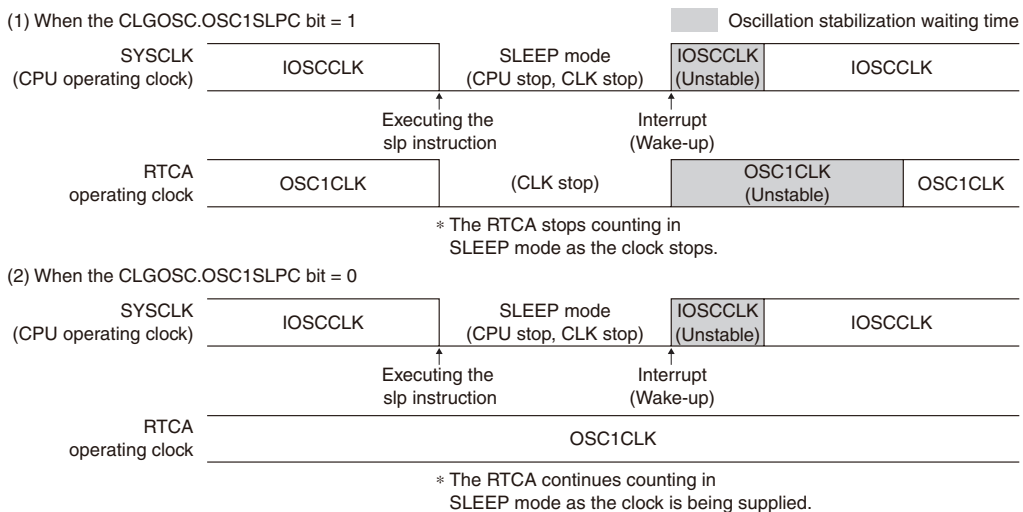 (1) When the CLGOSC.OSC1SLPC bit = 1
Oscillation stabilization waiting time
SYSCLK
(CPU operating clock)
IOSCCLK
SLEEP mode
(CPU stop, CLK stop)
IOSCCLK
(Unstable)
IOSCCLK
Executing the
slp instruction
Interrupt
(Wake-up)
RTCA
operating clock
OSC1CLK
(CLK stop)
OSC1CLK
(Unstable)
OSC1CLK
* The RTCA stops counting in
SLEEP mode as the clock stops.
(2) When the CLGOSC.OSC1SLPC bit = 0
SYSCLK
(CPU operating clock)
IOSCCLK
SLEEP mode
(CPU stop, CLK stop)
IOSCCLK
(Unstable)
IOSCCLK
Executing the
slp instruction
Interrupt
(Wake-up)
RTCA
operating clock
OSC1CLK
* The RTCA continues counting in
SLEEP mode as the clock is being supplied.